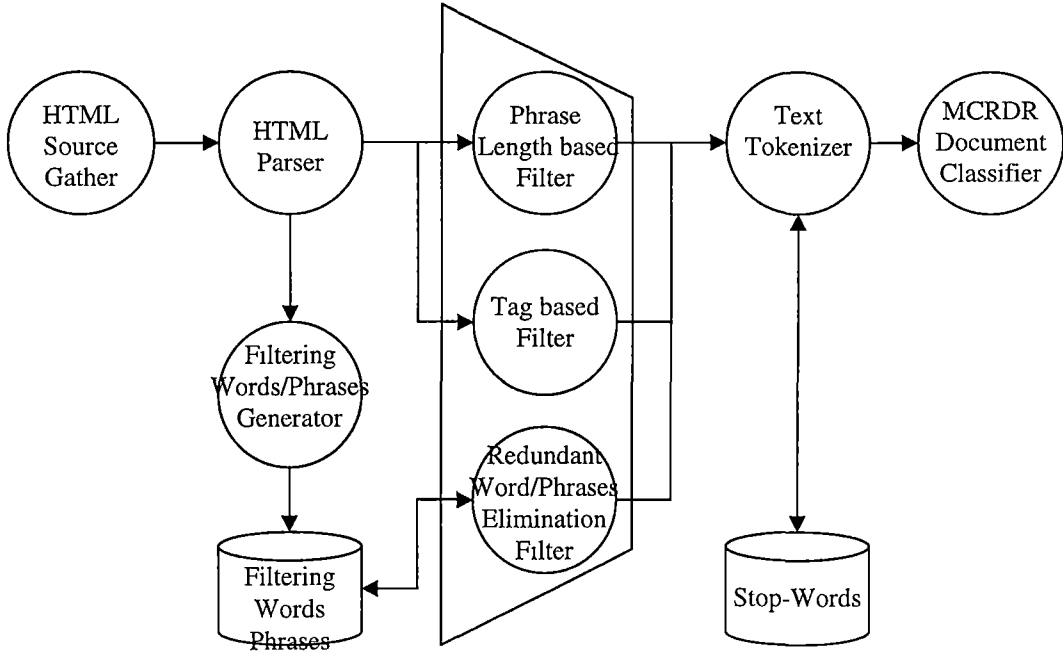 HTML
Source
Gather
HTML
Parser
Phrase
Length based
Filter
Text
Tokenizer
MCRDR
Document
Classifier
Tag based
Filter
Filtering
Words/Phrases
Generator
Redundant
Word/Phrases
Elimination
Filter
Filtering
Words
Phrases
Stop-Words